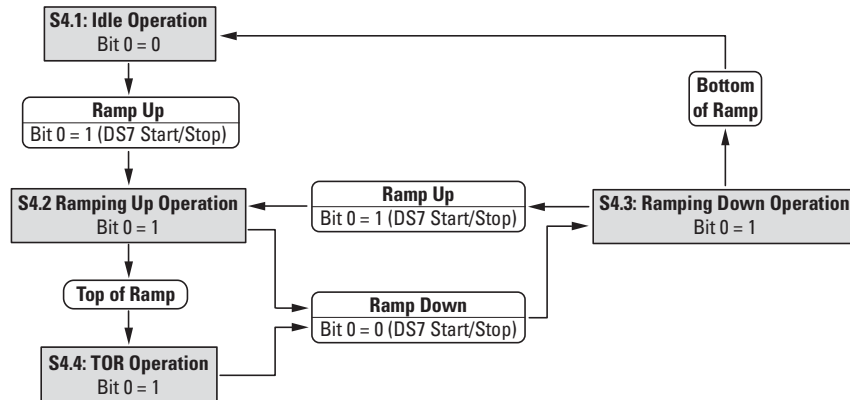 S4.1: Idle Operation
Bit 0 = 0
Ramp Up
Bit 0 = 1 (DS7 Start/Stop)
Bottom
of Ramp
S4.2 Ramping Up Operation
Bit 0 = 1
Ramp Up
Bit 0 = 1 (DS7 Start/Stop)
S4.3: Ramping Down Operation
Bit 0 = 1
Top of Ramp
Ramp Down
Bit 0 = 0 (DS7 Start/Stop)
S4.4: TOR Operation
Bit 0 = 1